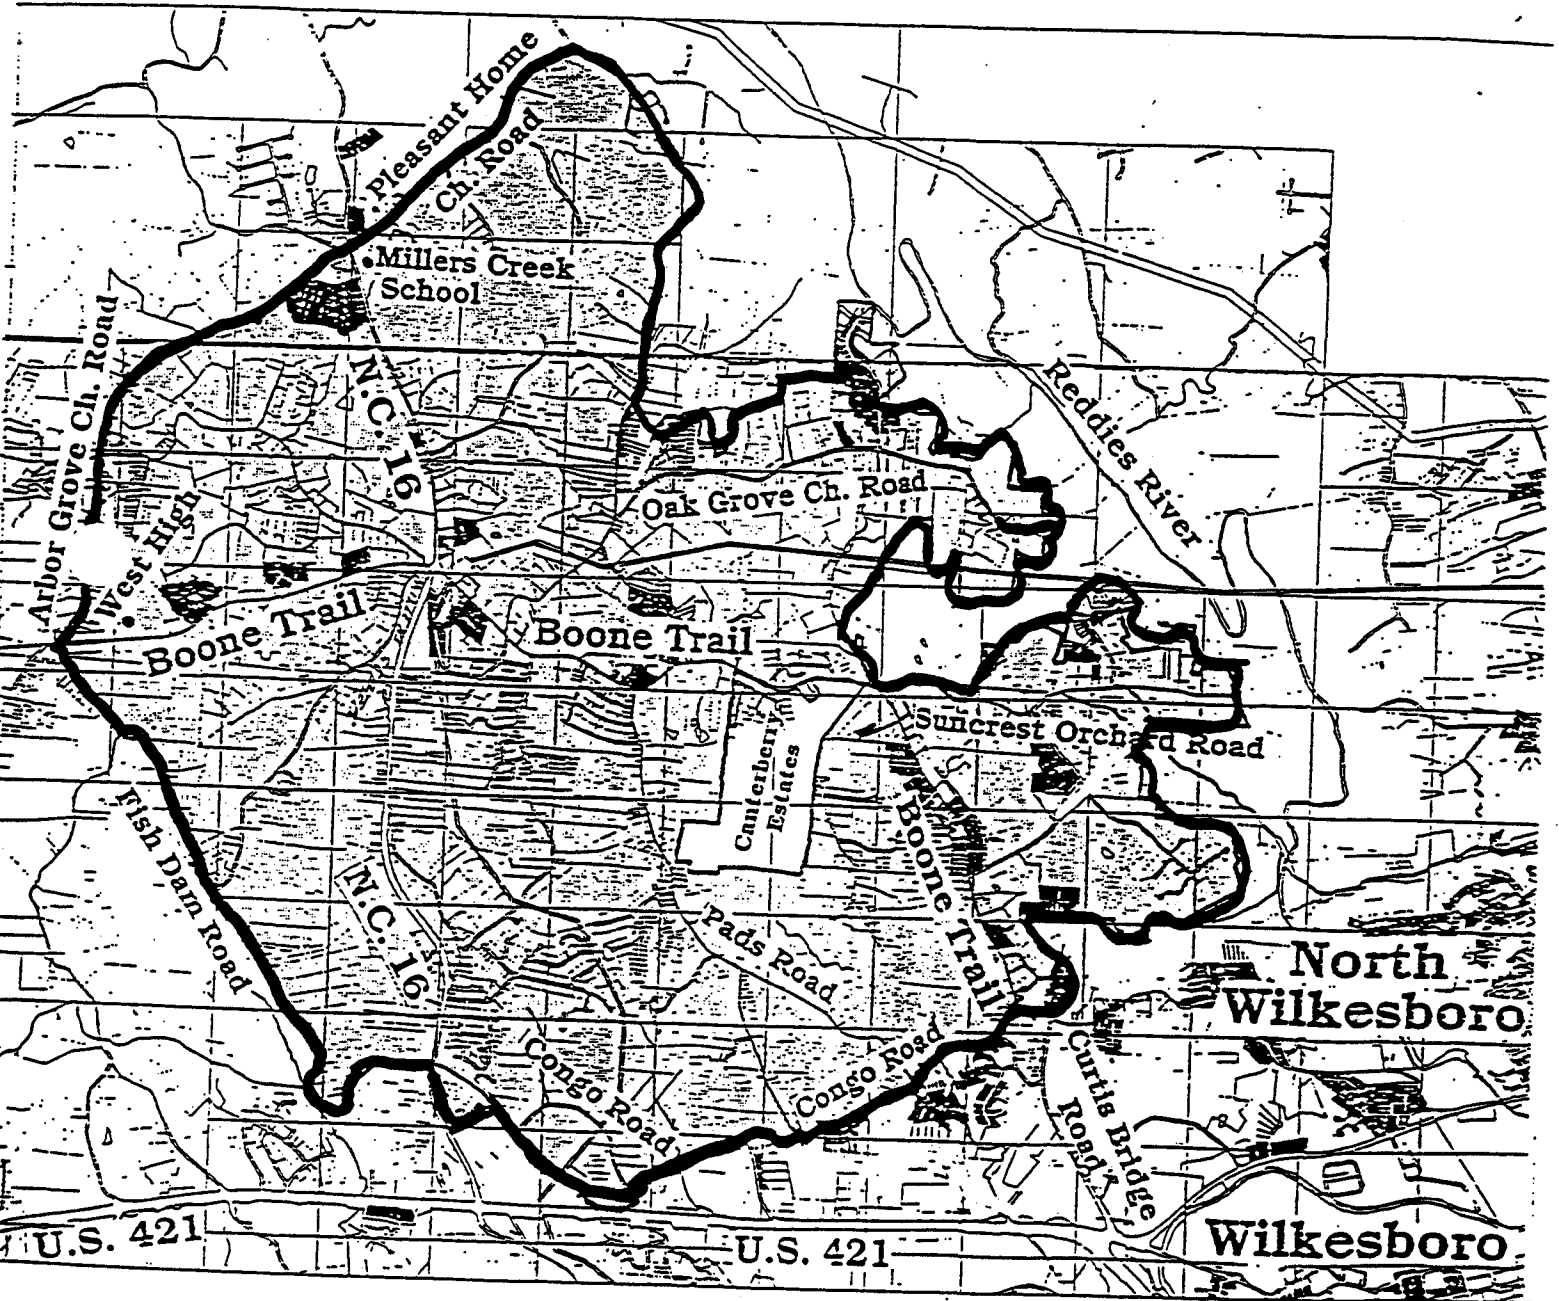 Pleasant Home
Ch. Road
Millers Creek
School
Arbor Grove Ch. Road
N.C. 16
West High
Oak Grove Ch. Road
Reddies River
Boone Trail
Boone Trail
Suncrest Orchard Road
Canterberry
Estates
Fish Dam Road
N.C. 16
Boone Trail
Pads Road
North
Wilkesboro
Congo Road
Congo Road
Curtis Bridge
Road
U.S. 421
U.S. 421
Wilkesboro